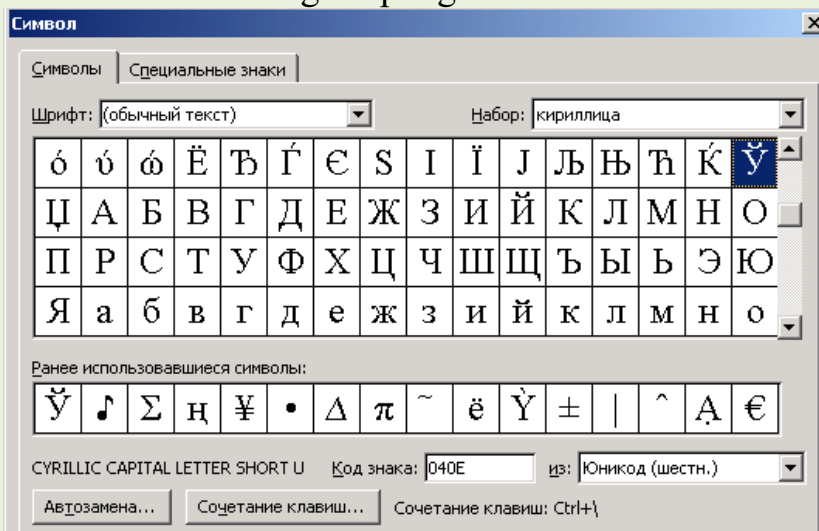 Символ
Символы Специальные знаки
Шрифт: (обычный текст) Набор: кириллица
ό ύ ώ Ё Ђ Ѓ Є Ѕ І Ї Ј Љ Њ Ћ Ќ Ў
Џ А Б В Г Д Е Ж З И Й К Л М Н О
П Р С Т У Ф Х Ц Ч Ш Щ Ъ Ы Ь Э Ю
Я а б в г д е ж з и й к л м н о
Ранее использовавшиеся символы:
Ў ♪ Σ ң ¥ • Δ π ~ ё Ỳ ± | ˆ Ạ €
CYRILLIC CAPITAL LETTER SHORT U Код знака: 040E из: Юникод (шестн.)
Автозамена... Сочетание клавиш... Сочетание клавиш: Ctrl+\